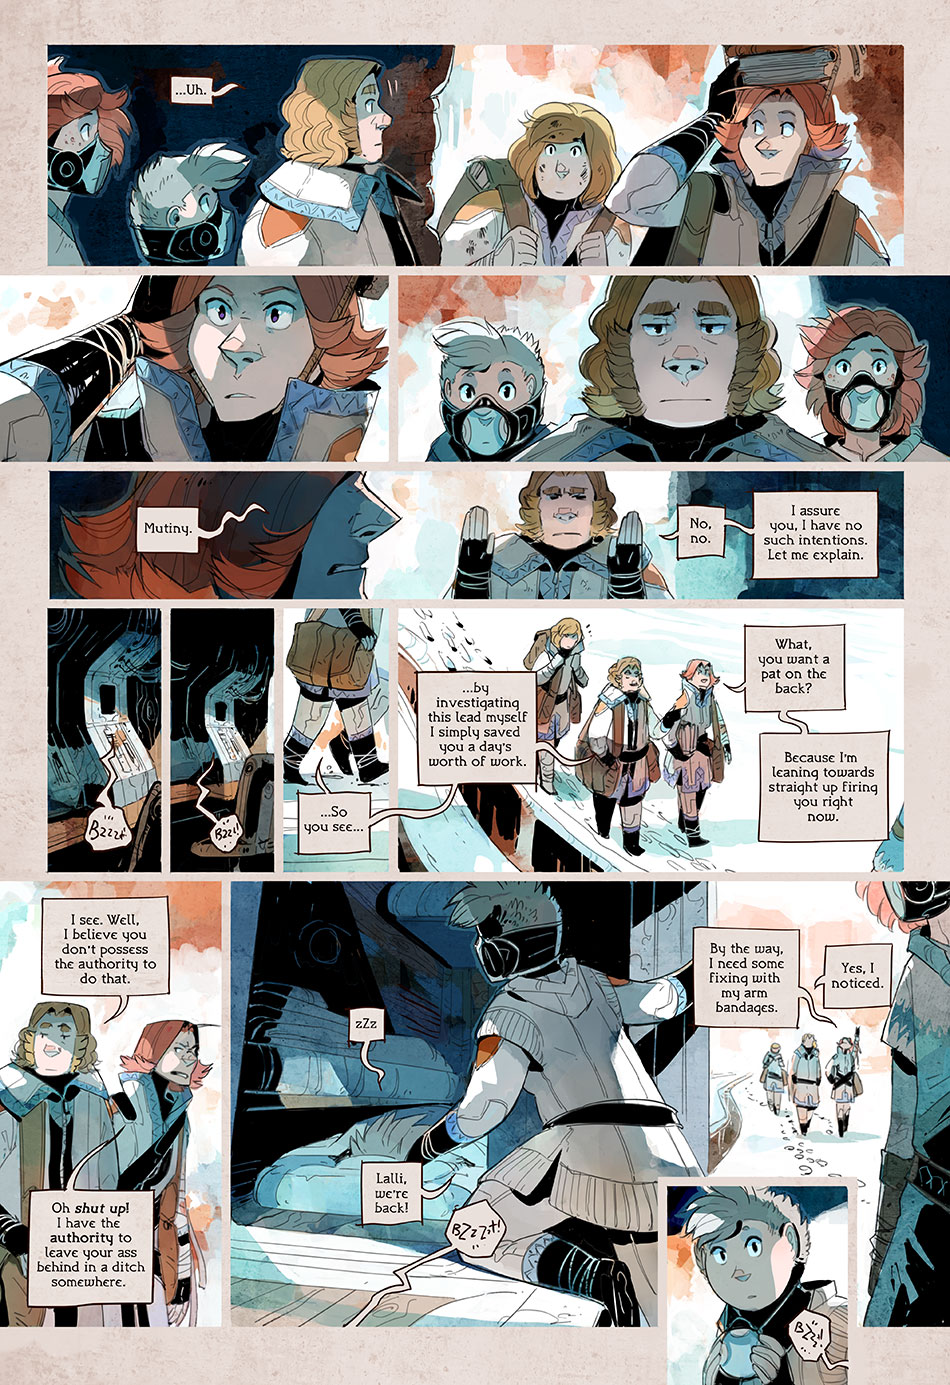 ...Uh.
Mutiny.
No,
no.
I assure
you, I have no
such intentions.
Let me explain.
BZzzt!
BZzz!
...So
you see...
...by
investigating
this lead myself
I simply saved
you a day's
worth of work.
What,
you want a
pat on the
back?
Because I'm
leaning towards
straight up firing
you right
now.
I see. Well,
I believe you
don't possess
the authority to
do that.
Oh shut up!
I have the
authority to
leave your ass
behind in a ditch
somewhere.
zZz
Lalli,
we're
back!
BZzZzt!
By the way,
I need some
fixing with
my arm
bandages.
Yes, I
noticed.
BZzz!